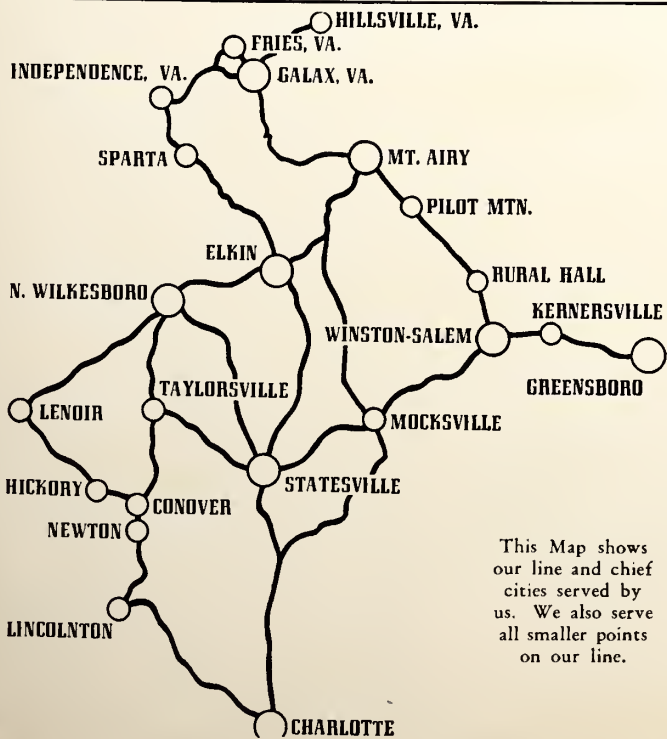 HILLSVILLE, VA.
FRIES, VA.
INDEPENDENCE, VA.
GALAX, VA.
SPARTA
MT. AIRY
PILOT MTN.
ELKIN
RURAL HALL
N. WILKESBORO
KERNERSVILLE
WINSTON-SALEM
GREENSBORO
TAYLORSVILLE
LENOIR
MOCKSVILLE
HICKORY
STATESVILLE
CONOVER
NEWTON
LINCOLNTON
CHARLOTTE
This Map shows
our line and chief
cities served by
us. We also serve
all smaller points
on our line.